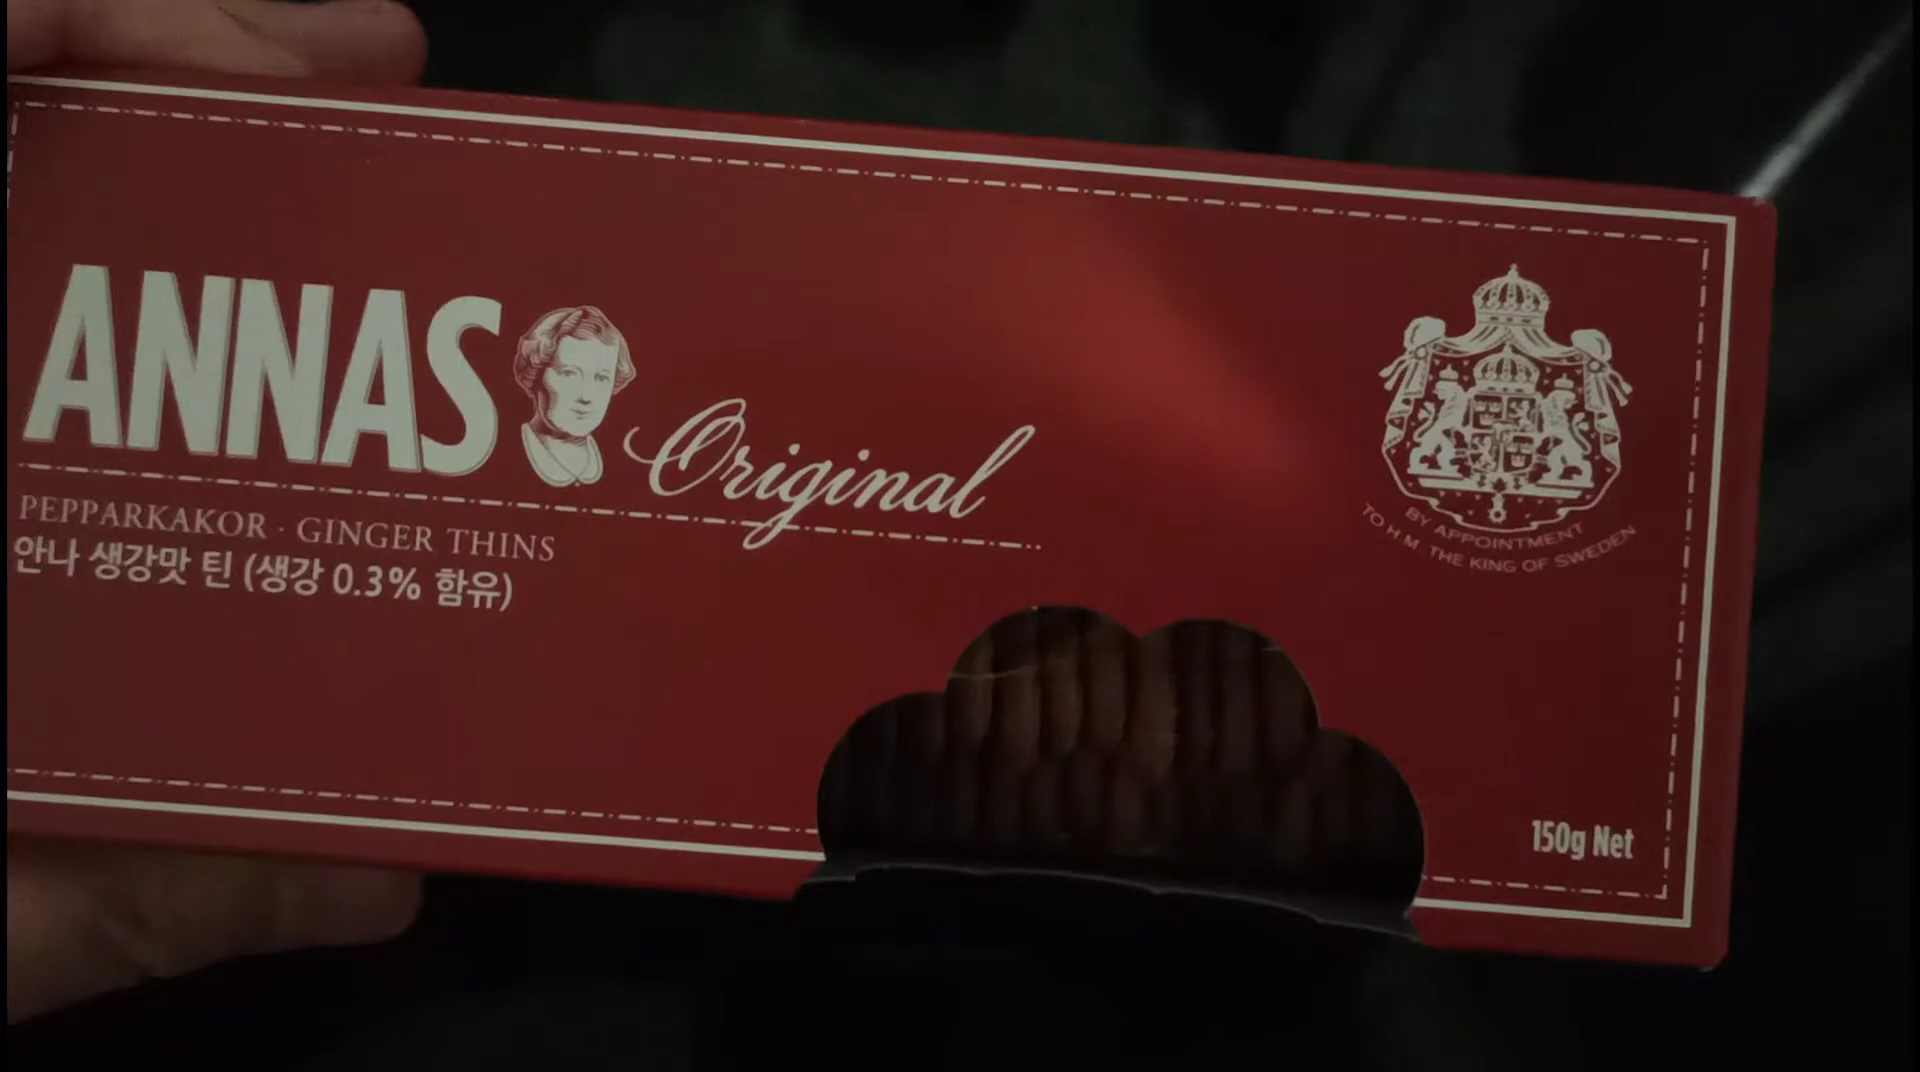 ANNAS
Original
PEPPARKAKOR · GINGER THINS
안나 생강맛 틴 (생강 0.3% 함유)
BY APPOINTMENT
TO H.M. THE KING OF SWEDEN
150g Net